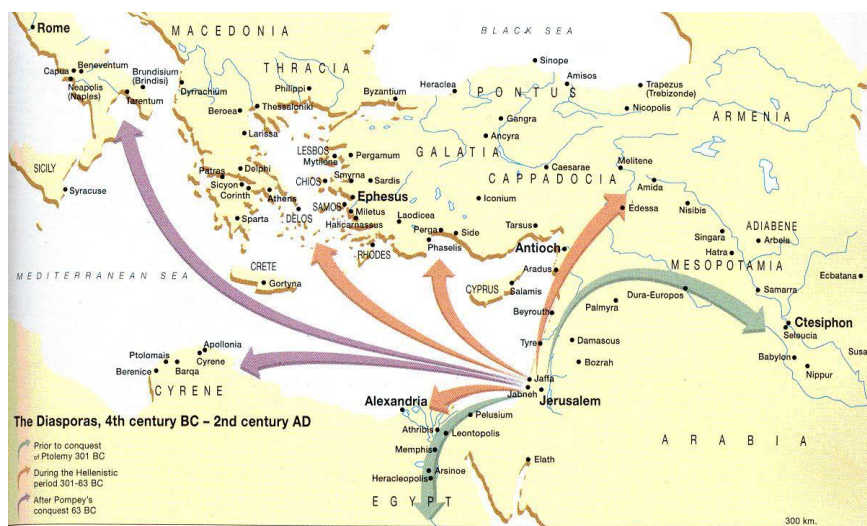 Rome
MACEDONIA
BLACK SEA
Capua
Beneventum
Brundisium
(Brindisi)
Neapolis
(Naples)
Tarentum
Dyrrachium
THRACIA
Philippi
Byzantium
Beroea
Thessaloniki
Larissa
Heraclea
Sinope
Amisos
PONTUS
Trapezus
(Trebizonde)
Nicopolis
ARMENIA
Gangra
Ancyra
GALATIA
LESBOS
Mytilone
Pergamum
SICILY
Syracuse
Patras
Delphi
Sicyon
Corinth
Athens
Sparta
DELOS
CHIOS
Smyrna
Sardis
SAMOS
Ephesus
Miletus
Halicarnassus
Laodicea
Iconium
Caesarae
CAPPADOCIA
Melitene
Amida
Edessa
Nisibis
Singara
Hatra
ADIABENE
Arbela
MESOPOTAMIA
Ecbatana
Perga
Side
Phaselis
Tarsus
Antioch
RHODES
MEDITERRANEAN SEA
CRETE
Gortyna
CYPRUS
Salamis
Aradus
Beyrouth
Palmyra
Dura-Europos
Samarra
Ctesiphon
Seleucia
Babylon
Nippur
Susa
Tyre
Damascus
Bozrah
Apollonia
Ptolomais
Cyrene
Berenice
Barqa
CYRENE
Jaffa
Jabneh
Jerusalem
Alexandria
Pelusium
Athribis
Leontopolis
Memphis
Arsinoe
Heracleopolis
EGYPT
Elath
ARABIA
The Diasporas, 4th century BC – 2nd century AD
Prior to conquest
of Ptolemy 301 BC
During the Hellenistic
period 301-63 BC
After Pompey's
conquest 63 BC
300 km.